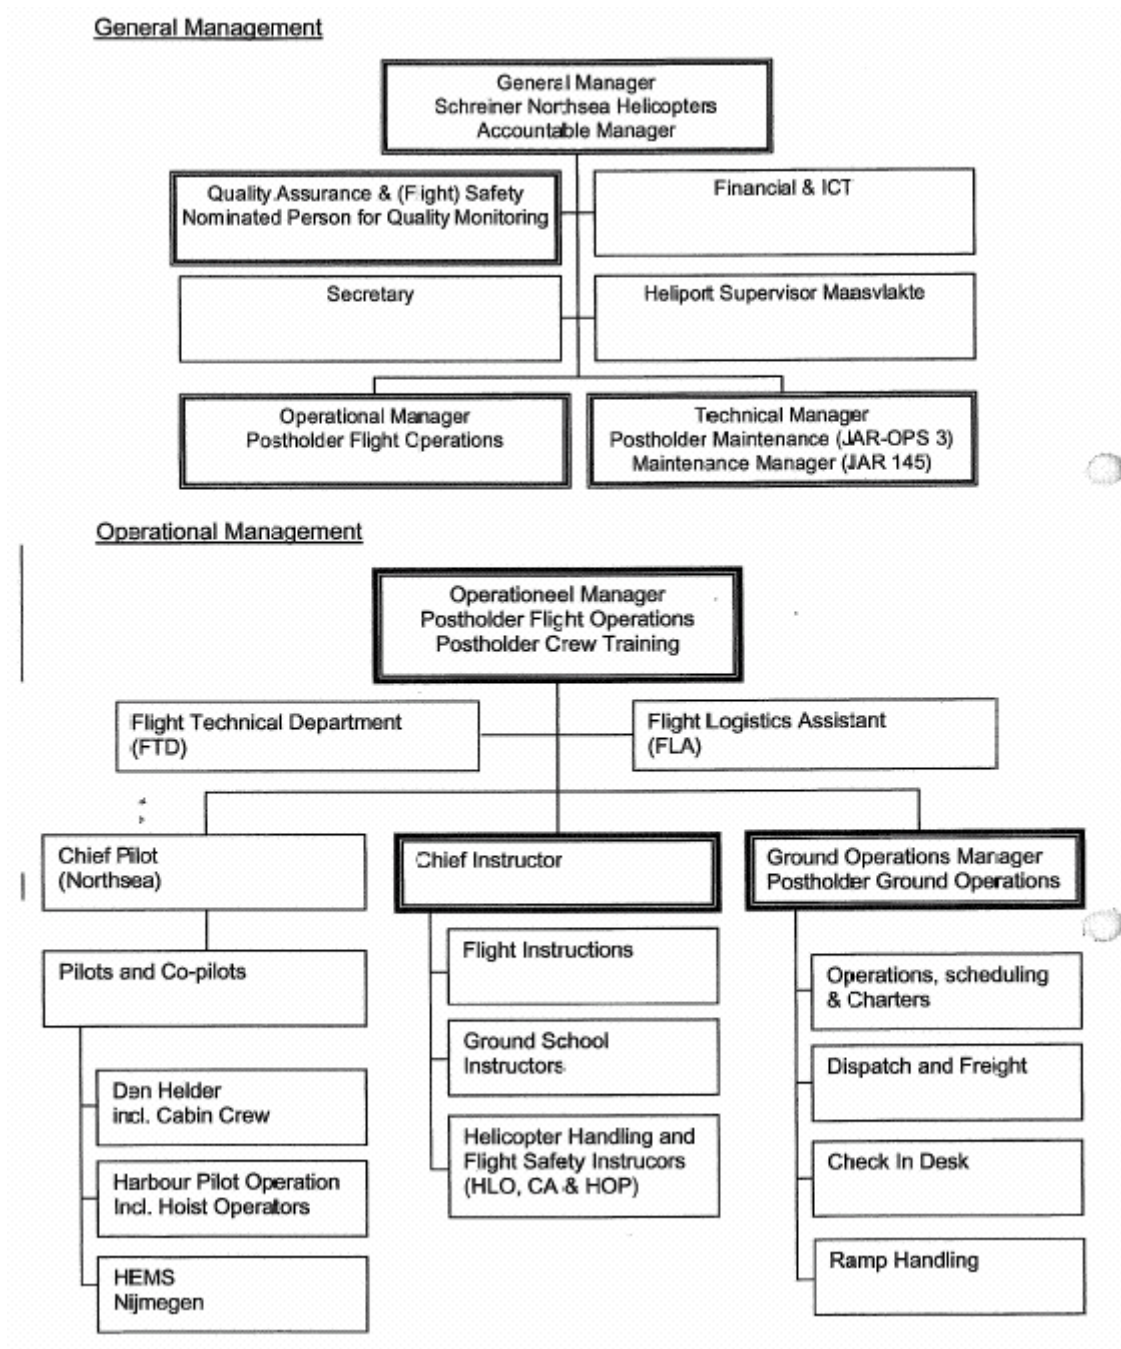 General Management
General Manager
Schreiner Northsea Helicopters
Accountable Manager
Quality Assurance & (Flight) Safety
Nominated Person for Quality Monitoring
Financial & ICT
Secretary
Heliport Supervisor Maasvlakte
Operational Manager
Postholder Flight Operations
Technical Manager
Postholder Maintenance (JAR-OPS 3)
Maintenance Manager (JAR 145)
Operational Management
Operationeel Manager
Postholder Flight Operations
Postholder Crew Training
Flight Technical Department
(FTD)
Flight Logistics Assistant
(FLA)
Chief Pilot
(Northsea)
Chief Instructor
Ground Operations Manager
Postholder Ground Operations
Pilots and Co-pilots
Flight Instructions
Operations, scheduling
& Charters
Ground School
Instructors
Dispatch and Freight
Den Helder
incl. Cabin Crew
Helicopter Handling and
Flight Safety Instrucors
(HLO, CA & HOP)
Check In Desk
Harbour Pilot Operation
Incl. Hoist Operators
Ramp Handling
HEMS
Nijmegen